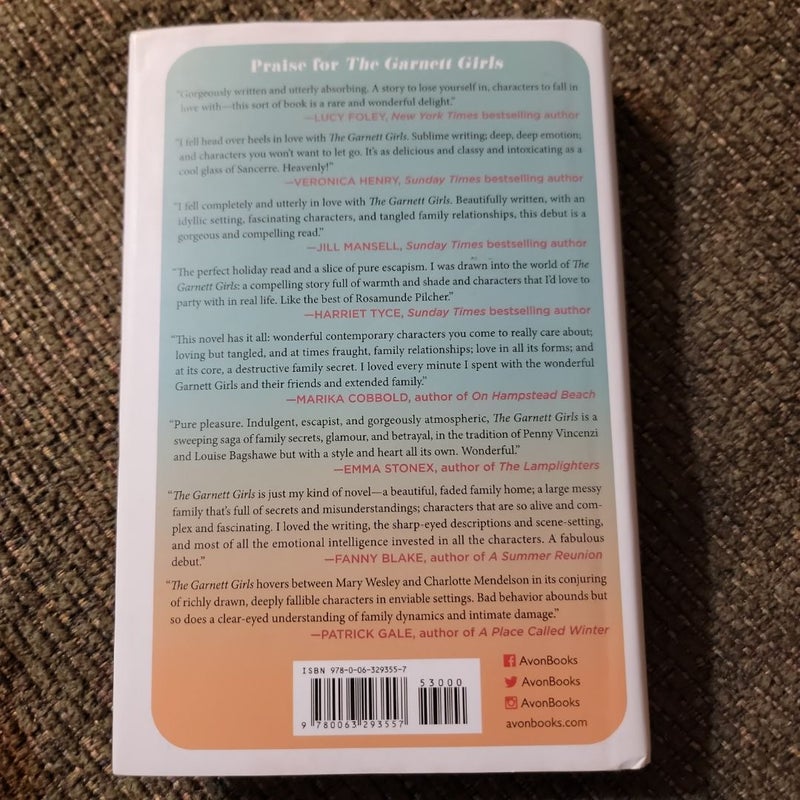 Praise for The Garnett Girls
"Gorgeously written and utterly absorbing. A story to lose yourself in, characters to fall in
love with—this sort of book is a rare and wonderful delight."
—LUCY FOLEY, New York Times bestselling author
"I fell head over heels in love with The Garnett Girls. Sublime writing; deep, deep emotion;
and characters you won't want to let go. It's as delicious and classy and intoxicating as a
cool glass of Sancerre. Heavenly!"
—VERONICA HENRY, Sunday Times bestselling author
"I fell completely and utterly in love with The Garnett Girls. Beautifully written, with an
idyllic setting, fascinating characters, and tangled family relationships, this debut is a
gorgeous and compelling read."
—JILL MANSELL, Sunday Times bestselling author
"The perfect holiday read and a slice of pure escapism. I was drawn into the world of The
Garnett Girls: a compelling story full of warmth and shade and characters that I'd love to
party with in real life. Like the best of Rosamunde Pilcher."
—HARRIET TYCE, Sunday Times bestselling author
"This novel has it all: wonderful contemporary characters you come to really care about;
loving but tangled, and at times fraught, family relationships; love in all its forms; and
at its core, a destructive family secret. I loved every minute I spent with the wonderful
Garnett Girls and their friends and extended family."
—MARIKA COBBOLD, author of On Hampstead Beach
"Pure pleasure. Indulgent, escapist, and gorgeously atmospheric, The Garnett Girls is a
sweeping saga of family secrets, glamour, and betrayal, in the tradition of Penny Vincenzi
and Louise Bagshawe but with a style and heart all its own. Wonderful."
—EMMA STONEX, author of The Lamplighters
"The Garnett Girls is just my kind of novel—a beautiful, faded family home; a large messy
family that's full of secrets and misunderstandings; characters that are so alive and com-
plex and fascinating. I loved the writing, the sharp-eyed descriptions and scene-setting,
and most of all the emotional intelligence invested in all the characters. A fabulous
debut." —FANNY BLAKE, author of A Summer Reunion
"The Garnett Girls hovers between Mary Wesley and Charlotte Mendelson in its conjuring
of richly drawn, deeply fallible characters in enviable settings. Bad behavior abounds but
so does a clear-eyed understanding of family dynamics and intimate damage."
—PATRICK GALE, author of A Place Called Winter
ISBN 978-0-06-329355-7
53000
9 780063 293557
AvonBooks
AvonBooks
AvonBooks
avonbooks.com